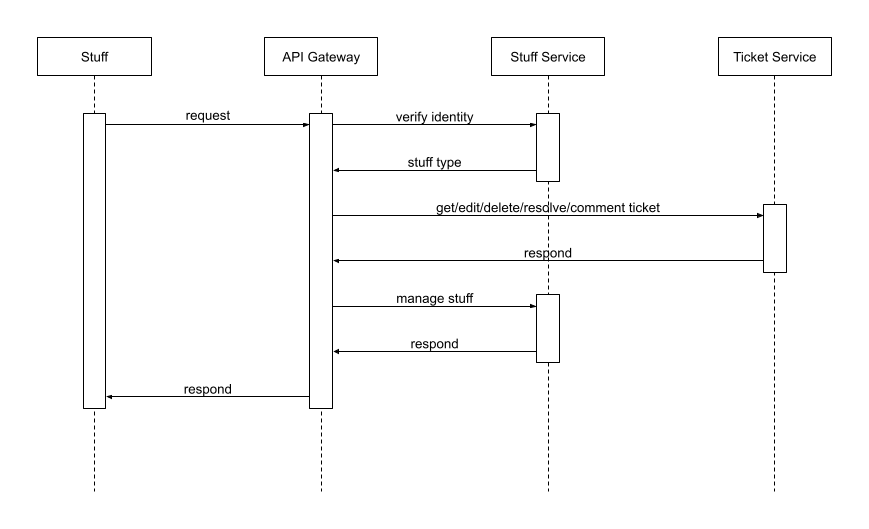 Stuff
API Gateway
Stuff Service
Ticket Service
request
verify identity
stuff type
get/edit/delete/resolve/comment ticket
respond
manage stuff
respond
respond